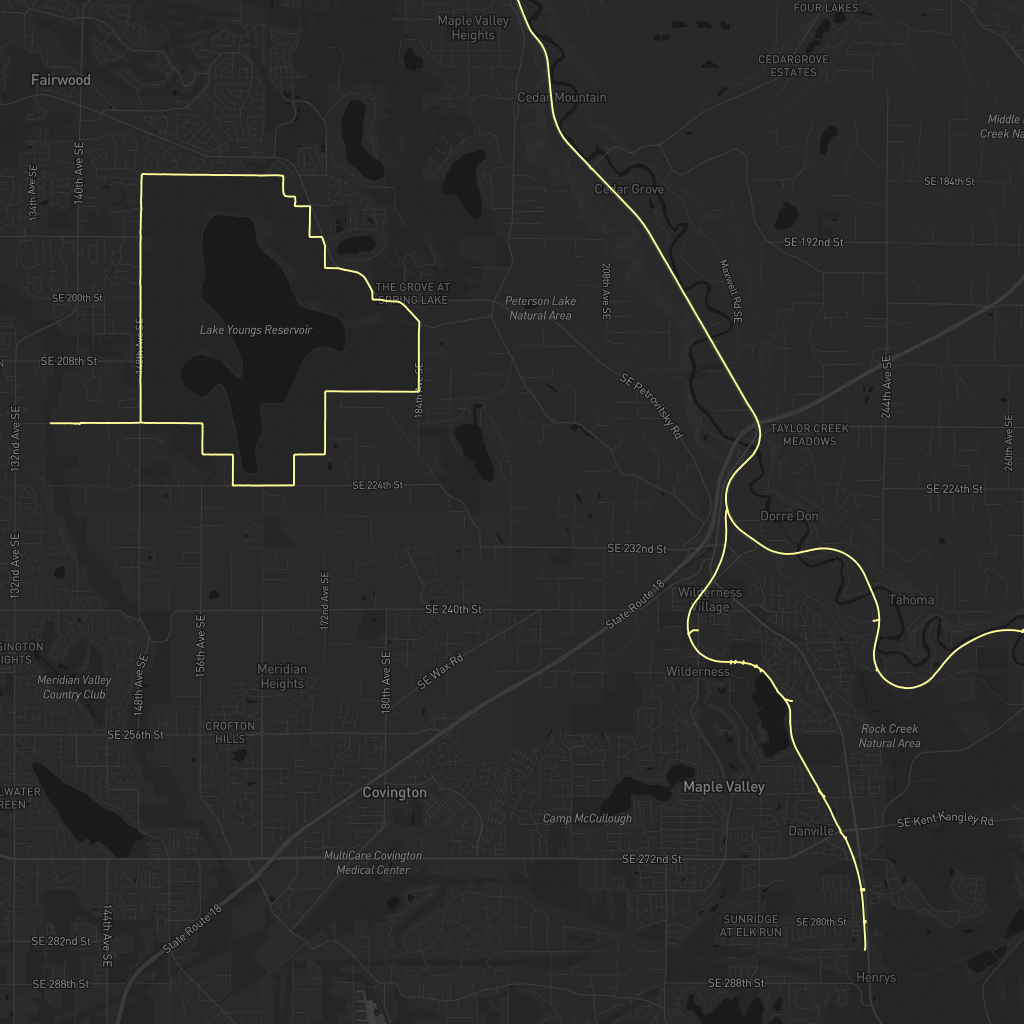 FOUR LAKES
Maple Valley
Heights
CEDARGROVE
ESTATES
Fairwood
Cedar Mountain
Middle
Creek Na
140th Ave SE
134th Ave SE
SE 184th St
Cedar Grove
SE 192nd St
208th Ave SE
Maxwell Rd SE
THE GROVE AT
SPRING LAKE
SE 200th St
Peterson Lake
Natural Area
Lake Youngs Reservoir
148th Ave SE
SE 208th St
184th Ave SE
244th Ave SE
SE Petrovitsky Rd
132nd Ave SE
TAYLOR CREEK
MEADOWS
260th Ave SE
SE 224th St
SE 224th St
Dorre Don
SE 232nd St
132nd Ave SE
172nd Ave SE
State Route 18
Wilderness
Village
Tahoma
SE 240th St
156th Ave SE
SINGTON
IGHTS
Meridian Valley
Country Club
148th Ave SE
Meridian
Heights
180th Ave SE
SE Wax Rd
Wilderness
CROFTON
HILLS
SE 256th St
Rock Creek
Natural Area
LWATER
REEN
Covington
Maple Valley
Camp McCullough
Danville
SE Kent Kangley Rd
MultiCare Covington
Medical Center
SE 272nd St
SUNRIDGE
AT ELK RUN
SE 280th St
State Route 18
144th Ave SE
SE 282nd St
SE 288th St
SE 288th St
Henrys